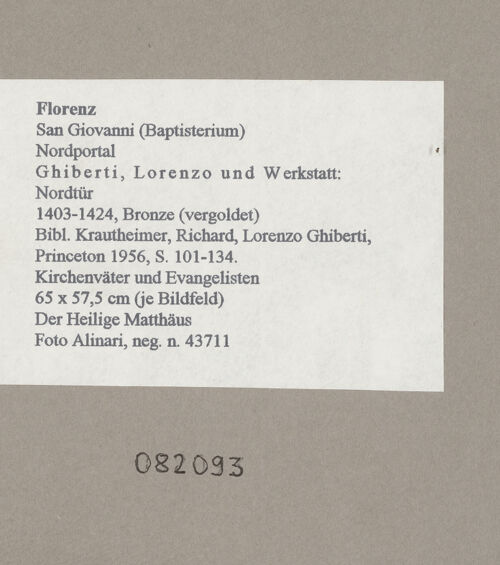 Florenz
San Giovanni (Baptisterium)
Nordportal
Ghiberti, Lorenzo und Werkstatt:
Nordtür
1403-1424, Bronze (vergoldet)
Bibl. Krautheimer, Richard, Lorenzo Ghiberti,
Princeton 1956, S. 101-134.
Kirchenväter und Evangelisten
65 x 57,5 cm (je Bildfeld)
Der Heilige Matthäus
Foto Alinari, neg. n. 43711
082093